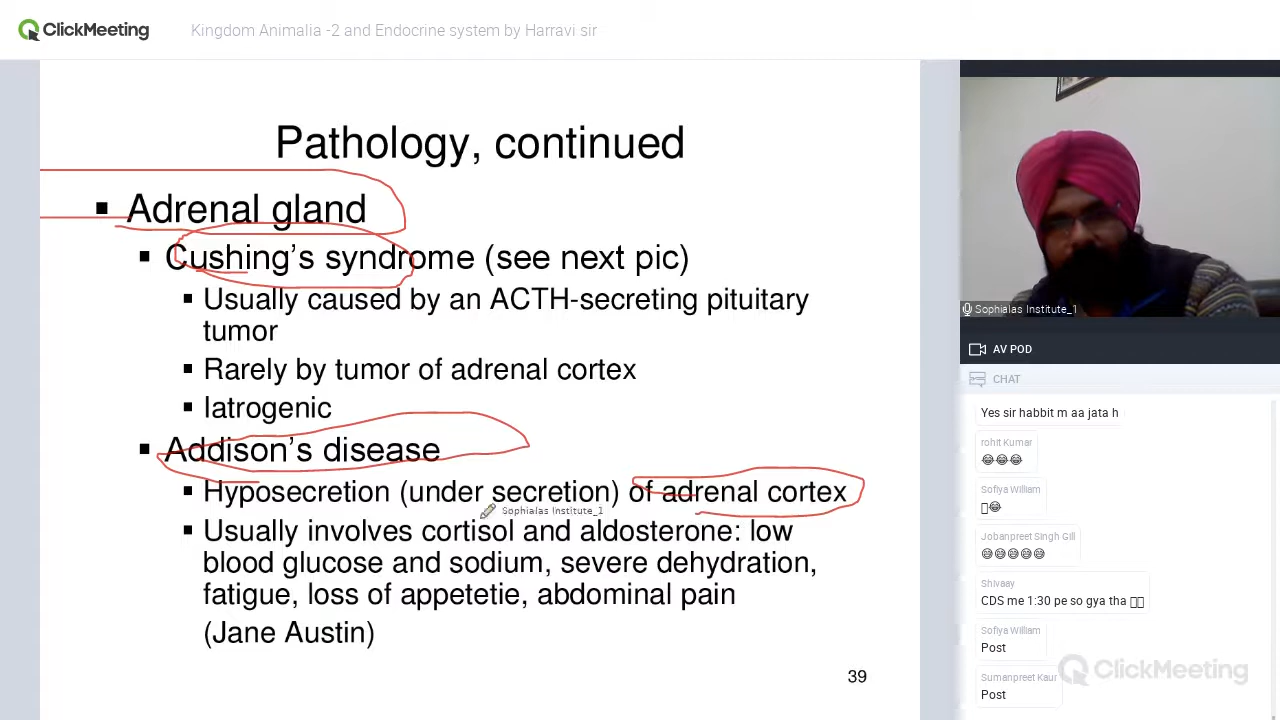 ClickMeeting
Kingdom Animalia -2 and Endocrine system by Harravi sir
Pathology, continued
▪ Adrenal gland
▪ Cushing's syndrome (see next pic)
▪ Usually caused by an ACTH-secreting pituitary
tumor
▪ Rarely by tumor of adrenal cortex
▪ Iatrogenic
▪ Addison's disease
▪ Hyposecretion (under secretion) of adrenal cortex
Sophialas Institute_1
▪ Usually involves cortisol and aldosterone: low
blood glucose and sodium, severe dehydration,
fatigue, loss of appetetie, abdominal pain
(Jane Austin)
39
Sophialas Institute_1
AV POD
CHAT
Yes sir habbit m aa jata h
rohit Kumar
😂😂😂
Sofiya William
😂
Jobanpreet SIngh Gill
😅😅😅😅😅
Shivaay
CDS me 1:30 pe so gya tha
Sofiya William
Post
Sumanpreet Kaur
Post
ClickMeeting